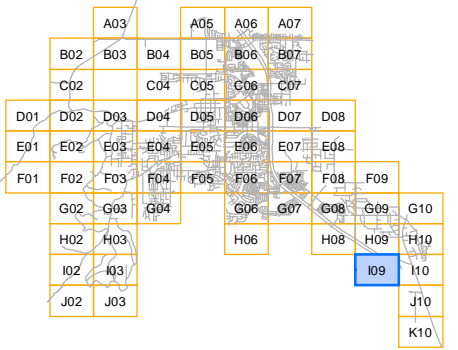 A03 A05 A06 A07
B02 B03 B04 B05 B06 B07
C02 C04 C05 C06 C07
D01 D02 D03 D04 D05 D06 D07 D08
E01 E02 E03 E04 E05 E06 E07 E08
F01 F02 F03 F04 F05 F06 F07 F08 F09
G02 G03 G04 G06 G07 G08 G09 G10
H02 H03 H06 H08 H09 H10
I02 I03 I09 I10
J02 J03 J10
K10